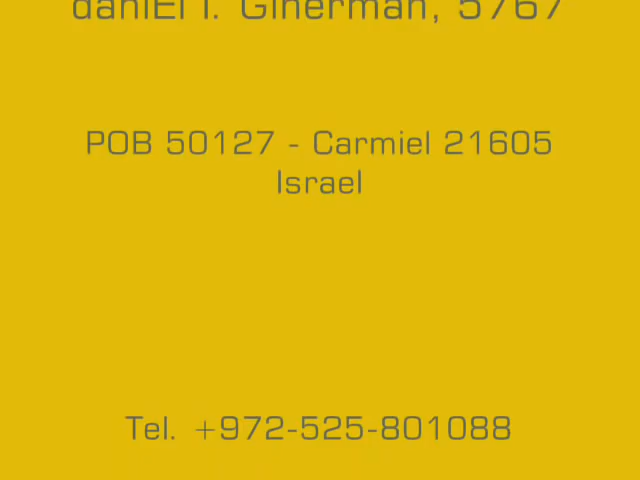 daniEl I. Ginerman, 5767
POB 50127 - Carmiel 21605
Israel
Tel. +972-525-801088